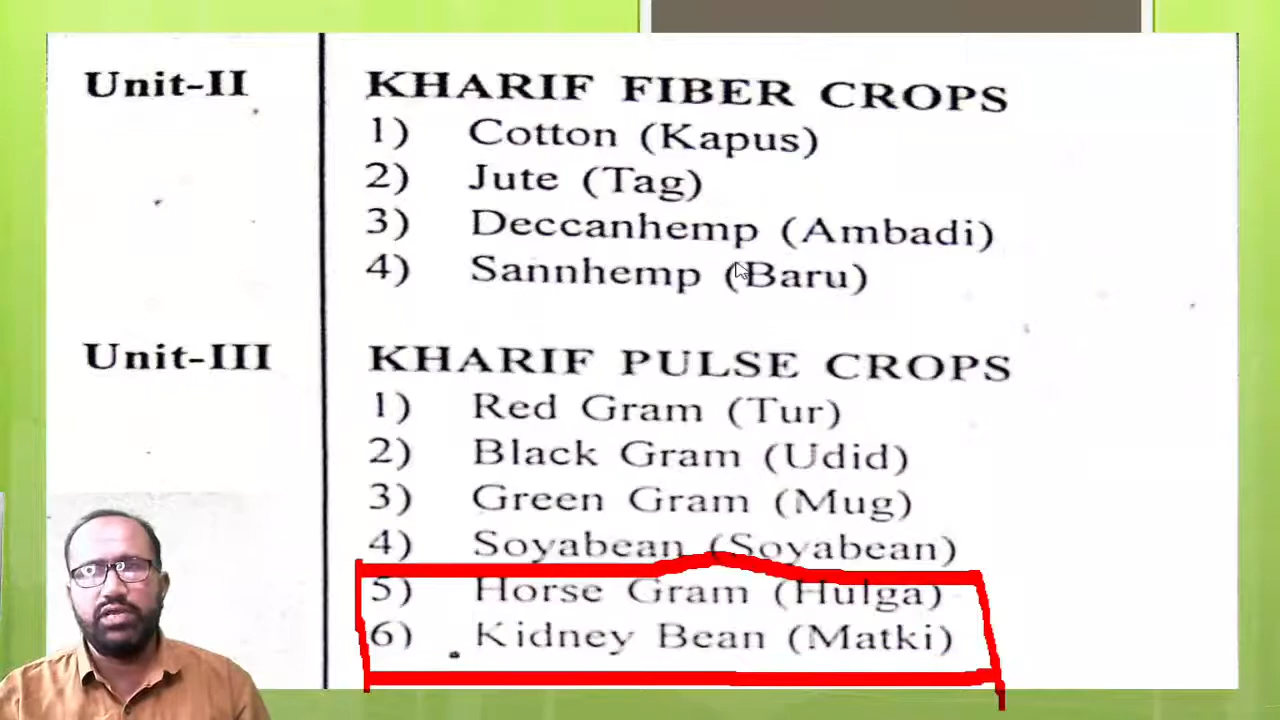 Unit-II
KHARIF FIBER CROPS
1) Cotton (Kapus)
2) Jute (Tag)
3) Deccanhemp (Ambadi)
4) Sannhemp (Baru)
Unit-III
KHARIF PULSE CROPS
1) Red Gram (Tur)
2) Black Gram (Udid)
3) Green Gram (Mug)
4) Soyabean (Soyabean)
5) Horse Gram (Hulga)
6) Kidney Bean (Matki)